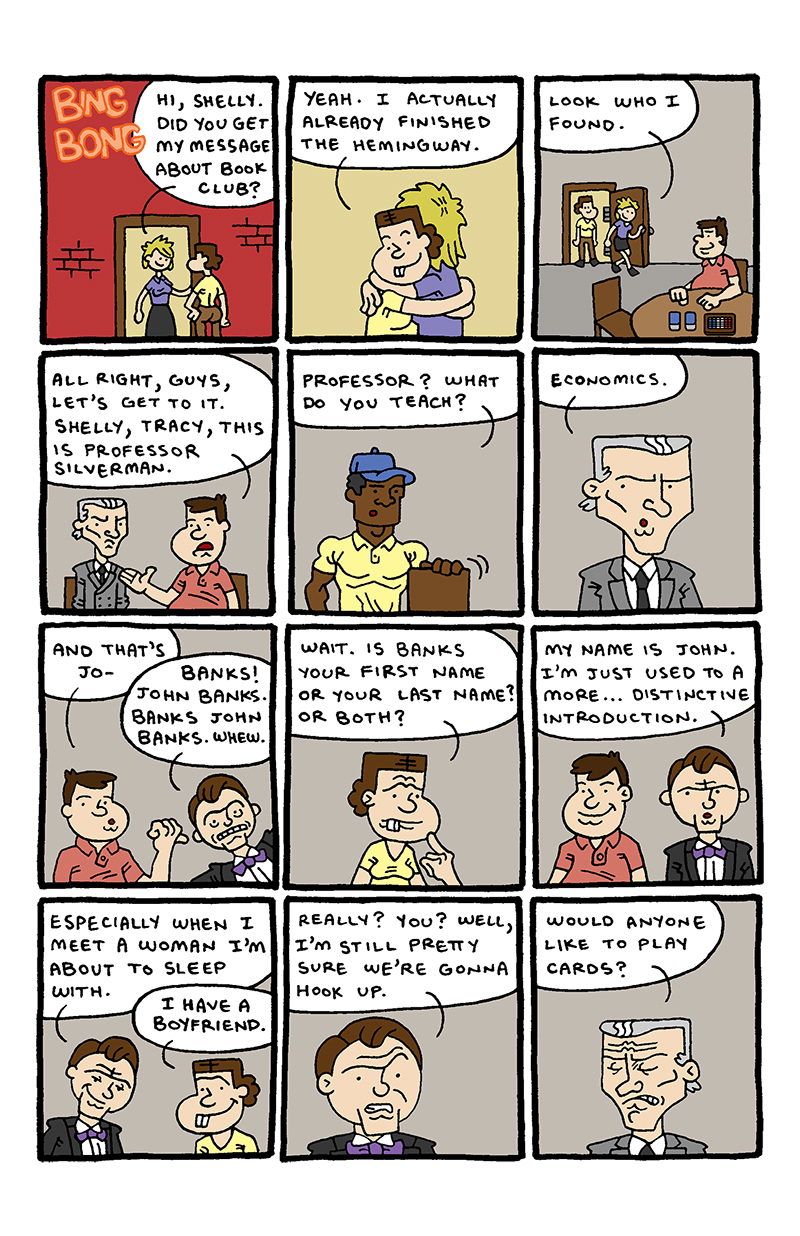 BING
BONG
HI, SHELLY.
DID YOU GET
MY MESSAGE
ABOUT BOOK
CLUB?
YEAH. I ACTUALLY
ALREADY FINISHED
THE HEMINGWAY.
LOOK WHO I
FOUND.
ALL RIGHT, GUYS,
LET'S GET TO IT.
SHELLY, TRACY, THIS
IS PROFESSOR
SILVERMAN.
PROFESSOR? WHAT
DO YOU TEACH?
ECONOMICS.
AND THAT'S
JO-
BANKS!
JOHN BANKS.
BANKS JOHN
BANKS. WHEW.
WAIT. IS BANKS
YOUR FIRST NAME
OR YOUR LAST NAME?
OR BOTH?
MY NAME IS JOHN.
I'M JUST USED TO A
MORE... DISTINCTIVE
INTRODUCTION.
ESPECIALLY WHEN I
MEET A WOMAN I'M
ABOUT TO SLEEP
WITH.
I HAVE A
BOYFRIEND.
REALLY? YOU? WELL,
I'M STILL PRETTY
SURE WE'RE GONNA
HOOK UP.
WOULD ANYONE
LIKE TO PLAY
CARDS?